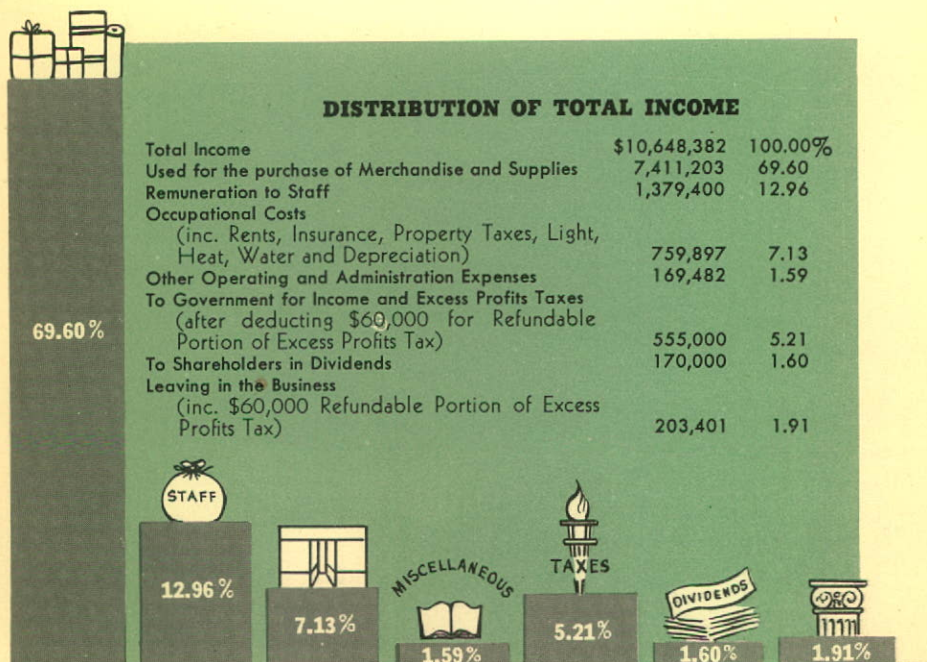 DISTRIBUTION OF TOTAL INCOME
Total Income $10,648,382 100.00%
Used for the purchase of Merchandise and Supplies 7,411,203 69.60
Remuneration to Staff 1,379,400 12.96
Occupational Costs
(inc. Rents, Insurance, Property Taxes, Light,
Heat, Water and Depreciation) 759,897 7.13
Other Operating and Administration Expenses 169,482 1.59
To Government for Income and Excess Profits Taxes
(after deducting $60,000 for Refundable
Portion of Excess Profits Tax) 555,000 5.21
To Shareholders in Dividends 170,000 1.60
Leaving in the Business
(inc. $60,000 Refundable Portion of Excess
Profits Tax) 203,401 1.91
69.60%
STAFF
12.96%
7.13%
MISCELLANEOUS
1.59%
TAXES
5.21%
DIVIDENDS
1.60%
1.91%